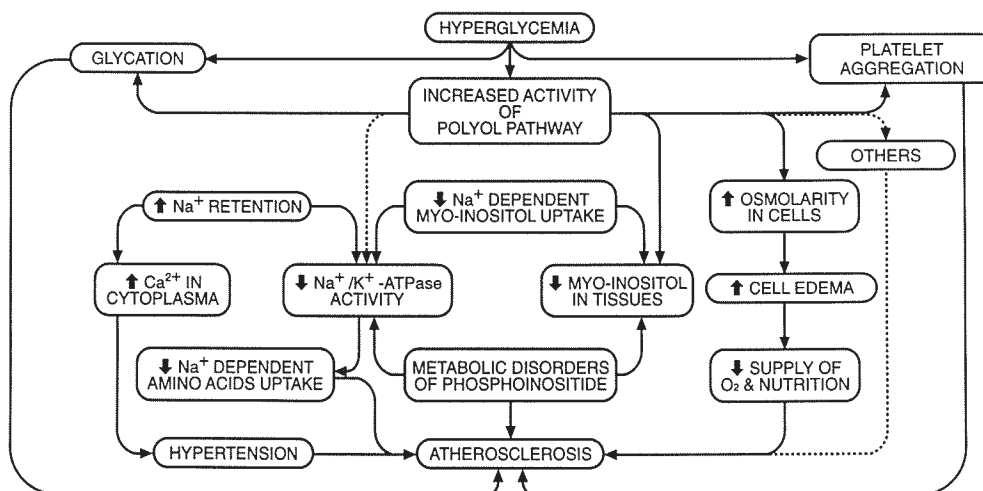 HYPERGLYCEMIA
GLYCATION
PLATELET
AGGREGATION
INCREASED ACTIVITY
OF
POLYOL PATHWAY
OTHERS
⬆ Na⁺ RETENTION
⬇ Na⁺ DEPENDENT
MYO-INOSITOL UPTAKE
⬆ OSMOLARITY
IN CELLS
⬆ Ca²⁺ IN
CYTOPLASMA
⬇ Na⁺/K⁺-ATPase
ACTIVITY
⬇ MYO-INOSITOL
IN TISSUES
⬆ CELL EDEMA
⬇ Na⁺ DEPENDENT
AMINO ACIDS UPTAKE
METABOLIC DISORDERS
OF PHOSPHOINOSITIDE
⬇ SUPPLY OF
O₂ & NUTRITION
HYPERTENSION
ATHEROSCLEROSIS